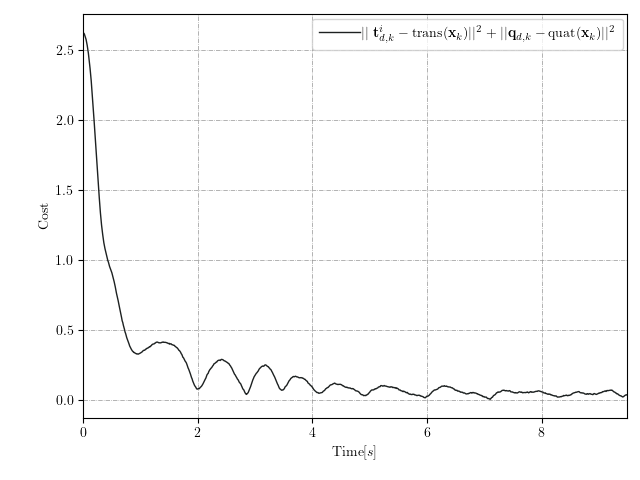 || t^i_{d,k} − trans(x_k)||² + ||q_{d,k} − quat(x_k)||²
2.5
2.0
1.5
1.0
0.5
0.0
Cost
0 2 4 6 8
Time[s]